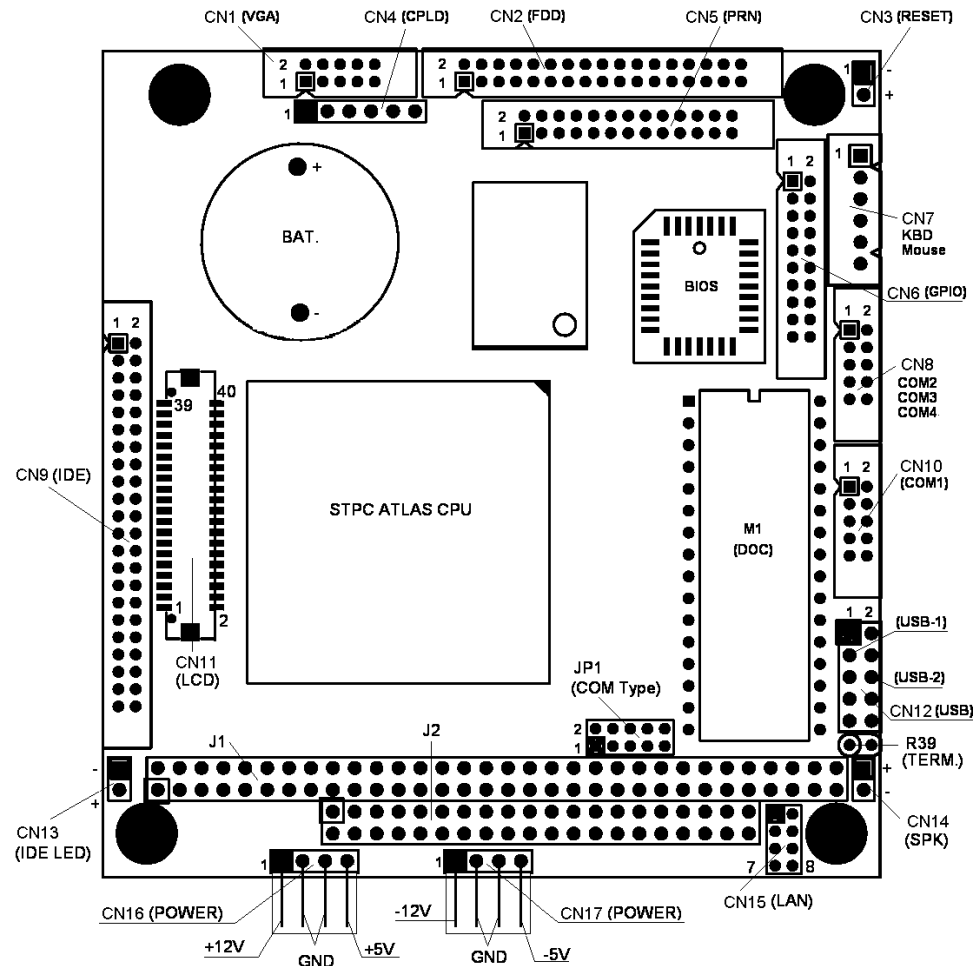 CN1 (VGA)
CN4 (CPLD)
CN2 (FDD)
CN5 (PRN)
CN3 (RESET)
2
1
2
1
1 -
+
1
2
1
1 2
1
+
BAT.
-
BIOS
CN7
KBD
Mouse
CN6 (GPIO)
1 2
1 2
CN8
COM2
COM3
COM4
39
40
CN9 (IDE)
STPC ATLAS CPU
M1
(DOC)
1 2
CN10
(COM1)
1
2
CN11
(LCD)
1 2
(USB-1)
(USB-2)
CN12 (USB)
JP1
(COM Type)
2
1
J1
J2
R39
(TERM.)
-
+
+
-
CN13
(IDE LED)
CN14
(SPK)
7 8
CN15 (LAN)
1
1
CN16 (POWER)
CN17 (POWER)
+12V
GND
+5V
-12V
GND
-5V